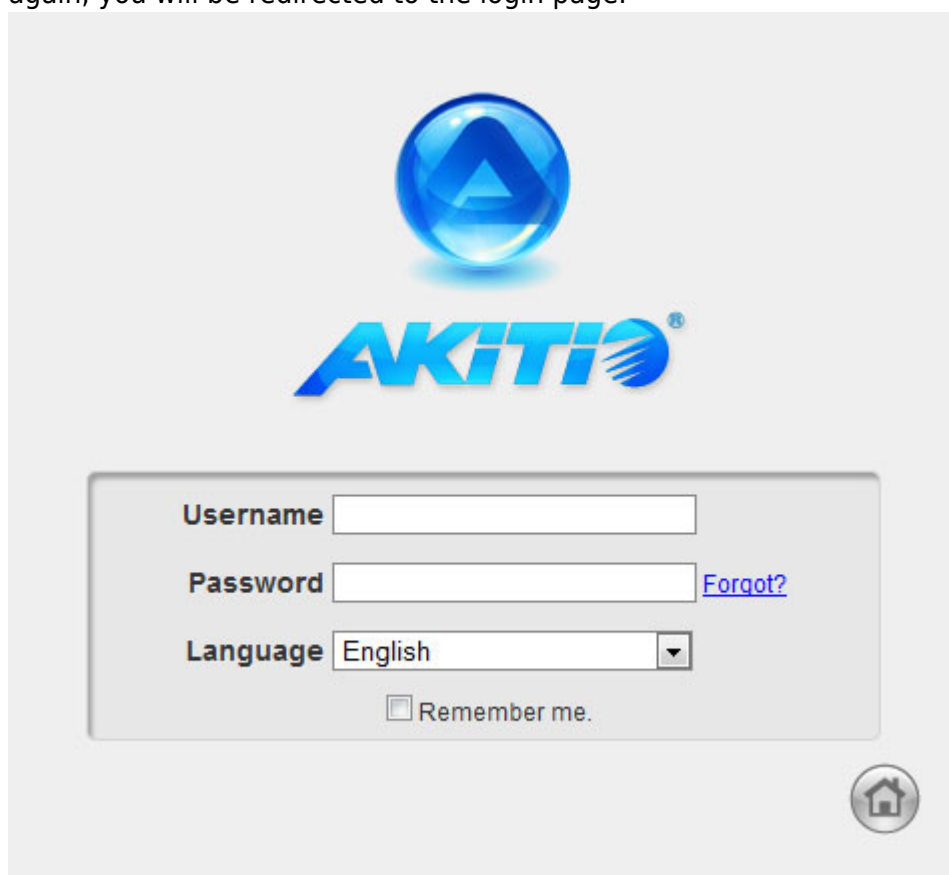 again, you will be redirected to the login page.
AKiTiO®
Username
Password Forgot?
Language English
Remember me.